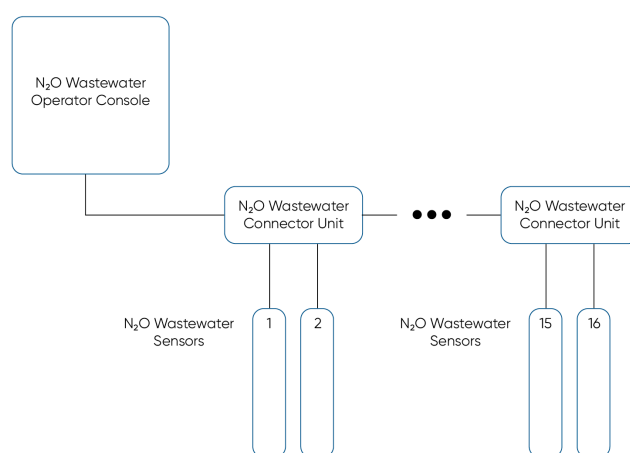 N₂O Wastewater
Operator Console
N₂O Wastewater
Connector Unit
N₂O Wastewater
Connector Unit
N₂O Wastewater
Sensors
1
2
N₂O Wastewater
Sensors
15
16